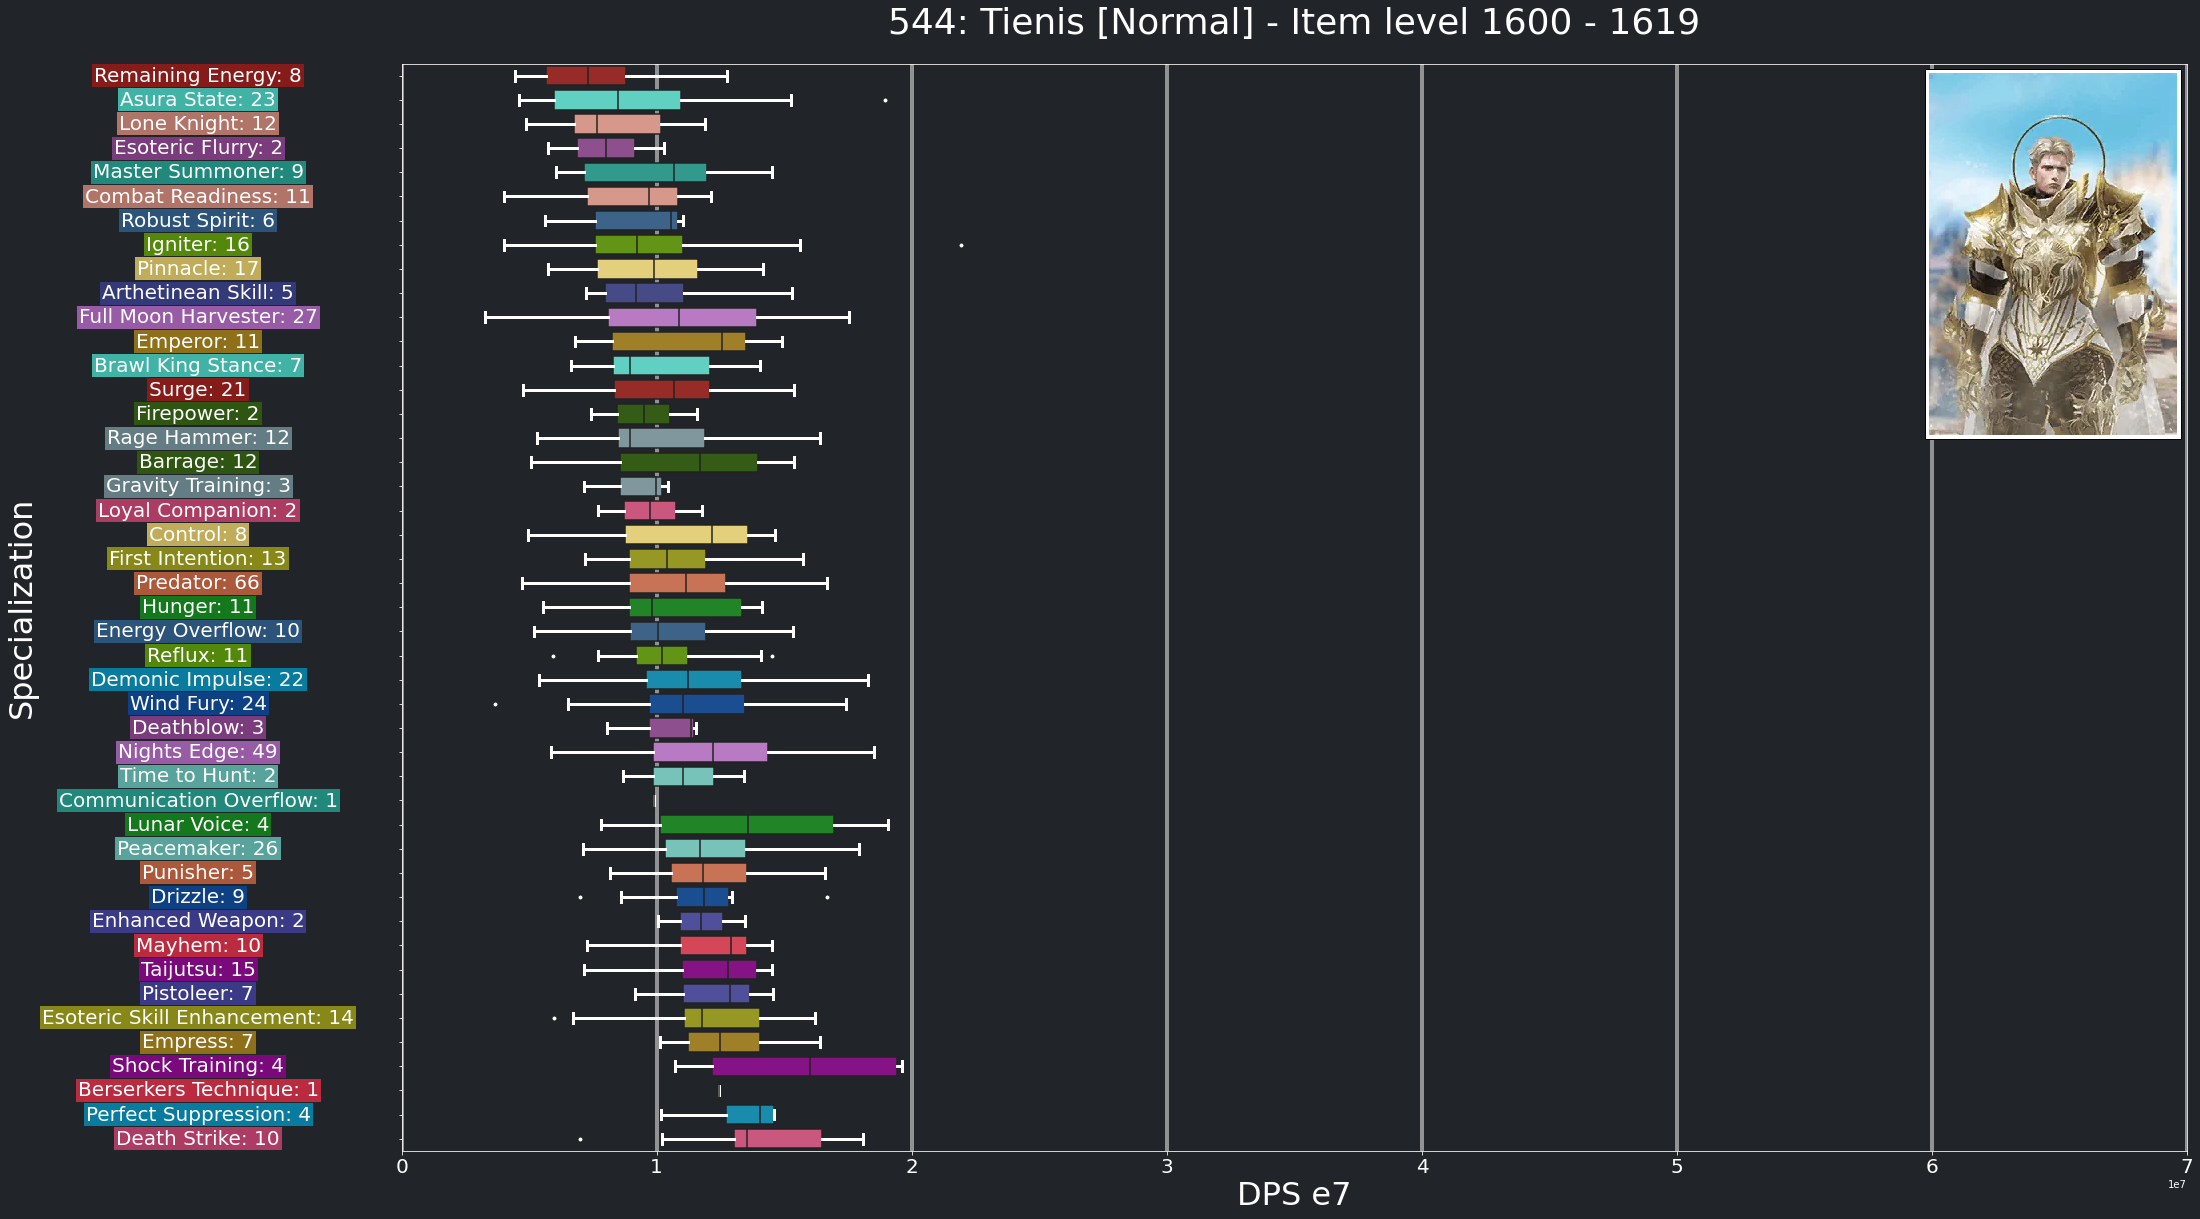 544: Tienis [Normal] - Item level 1600 - 1619
Specialization
Remaining Energy: 8
Asura State: 23
Lone Knight: 12
Esoteric Flurry: 2
Master Summoner: 9
Combat Readiness: 11
Robust Spirit: 6
Igniter: 16
Pinnacle: 17
Arthetinean Skill: 5
Full Moon Harvester: 27
Emperor: 11
Brawl King Stance: 7
Surge: 21
Firepower: 2
Rage Hammer: 12
Barrage: 12
Gravity Training: 3
Loyal Companion: 2
Control: 8
First Intention: 13
Predator: 66
Hunger: 11
Energy Overflow: 10
Reflux: 11
Demonic Impulse: 22
Wind Fury: 24
Deathblow: 3
Nights Edge: 49
Time to Hunt: 2
Communication Overflow: 1
Lunar Voice: 4
Peacemaker: 26
Punisher: 5
Drizzle: 9
Enhanced Weapon: 2
Mayhem: 10
Taijutsu: 15
Pistoleer: 7
Esoteric Skill Enhancement: 14
Empress: 7
Shock Training: 4
Berserkers Technique: 1
Perfect Suppression: 4
Death Strike: 10
0 1 2 3 4 5 6 7
1e7
DPS e7